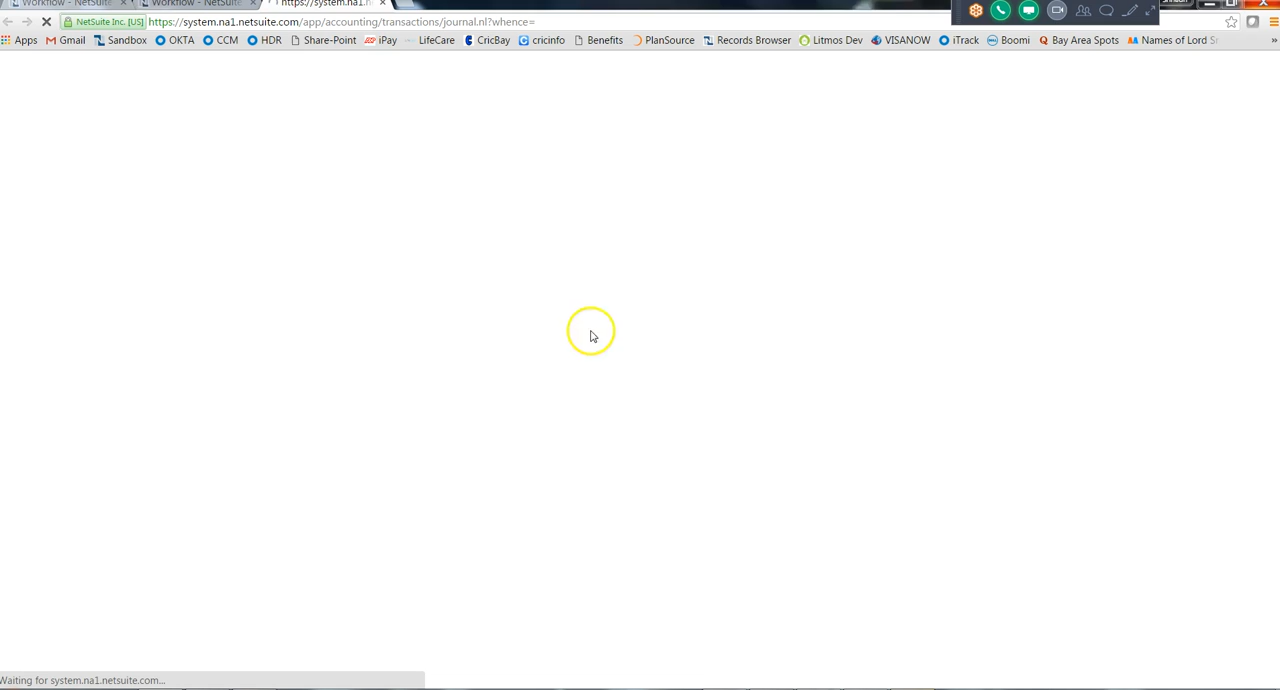 Workflow - NetSuite Workflow - NetSuite https://system.na1.n
NetSuite Inc. [US] https://system.na1.netsuite.com/app/accounting/transactions/journal.nl?whence=
Apps Gmail Sandbox OKTA CCM HDR Share-Point iPay LifeCare CricBay cricinfo Benefits PlanSource Records Browser Litmos Dev VISANOW iTrack Boomi Bay Area Spots Names of Lord S »
Waiting for system.na1.netsuite.com...